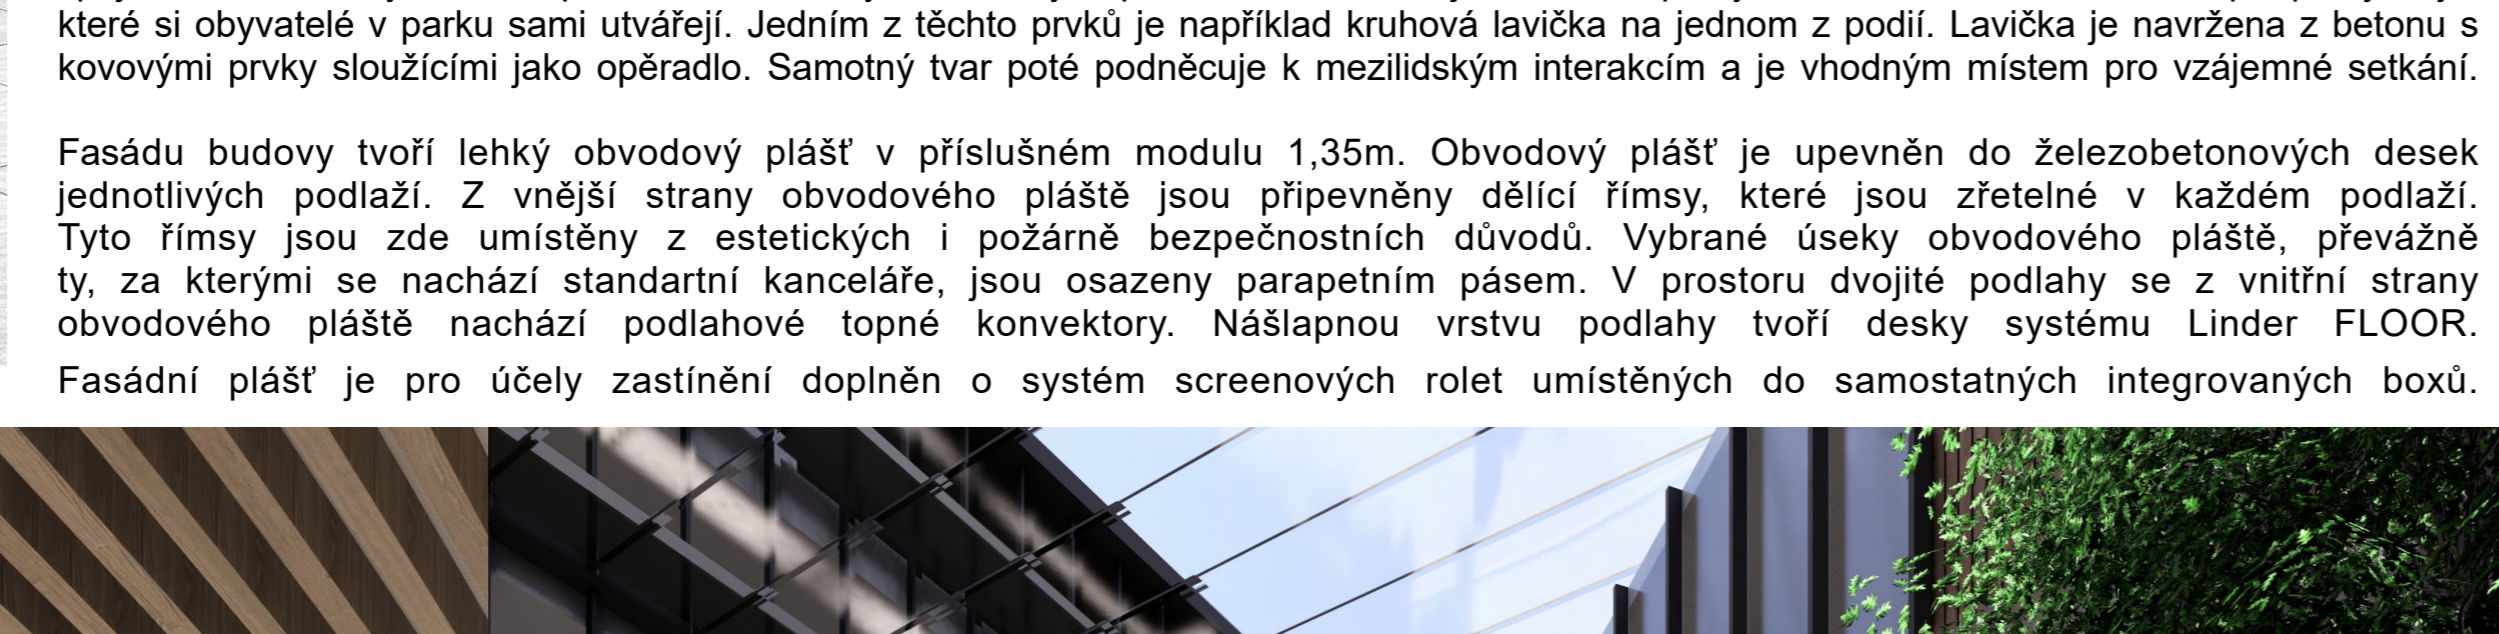 které si obyvatelé v parku sami utvářejí. Jedním z těchto prvků je například kruhová lavička na jednom z podií. Lavička je navržena z betonu s
kovovými prvky sloužícími jako opěradlo. Samotný tvar poté podněcuje k mezilidským interakcím a je vhodným místem pro vzájemné setkání.
Fasádu budovy tvoří lehký obvodový plášť v příslušném modulu 1,35m. Obvodový plášť je upevněn do železobetonových desek
jednotlivých podlaží. Z vnější strany obvodového pláště jsou připevněny dělící římsy, které jsou zřetelné v každém podlaží.
Tyto římsy jsou zde umístěny z estetických i požárně bezpečnostních důvodů. Vybrané úseky obvodového pláště, převážně
ty, za kterými se nachází standartní kanceláře, jsou osazeny parapetním pásem. V prostoru dvojité podlahy se z vnitřní strany
obvodového pláště nachází podlahové topné konvektory. Nášlapnou vrstvu podlahy tvoří desky systému Linder FLOOR.
Fasádní plášť je pro účely zastínění doplněn o systém screenových rolet umístěných do samostatných integrovaných boxů.